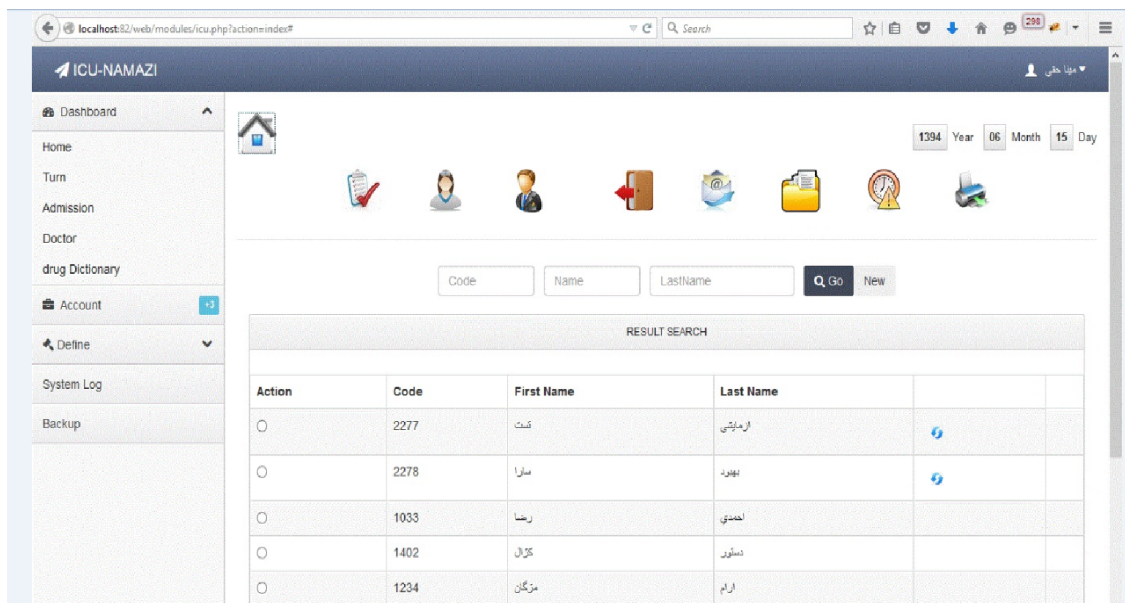 localhost:82/web/modules/icu.php?action=index#
Search
298
ICU-NAMAZI
مینا حقی
Dashboard
Home
Turn
Admission
Doctor
drug Dictionary
Account
+3
Define
System Log
Backup
1394 Year 06 Month 15 Day
Code
Name
LastName
Go
New
RESULT SEARCH
Action Code First Name Last Name
2277 تست ازمایشی
2278 سارا بهبود
1033 رضا احمدی
1402 کژال دستور
1234 مژگان ارام